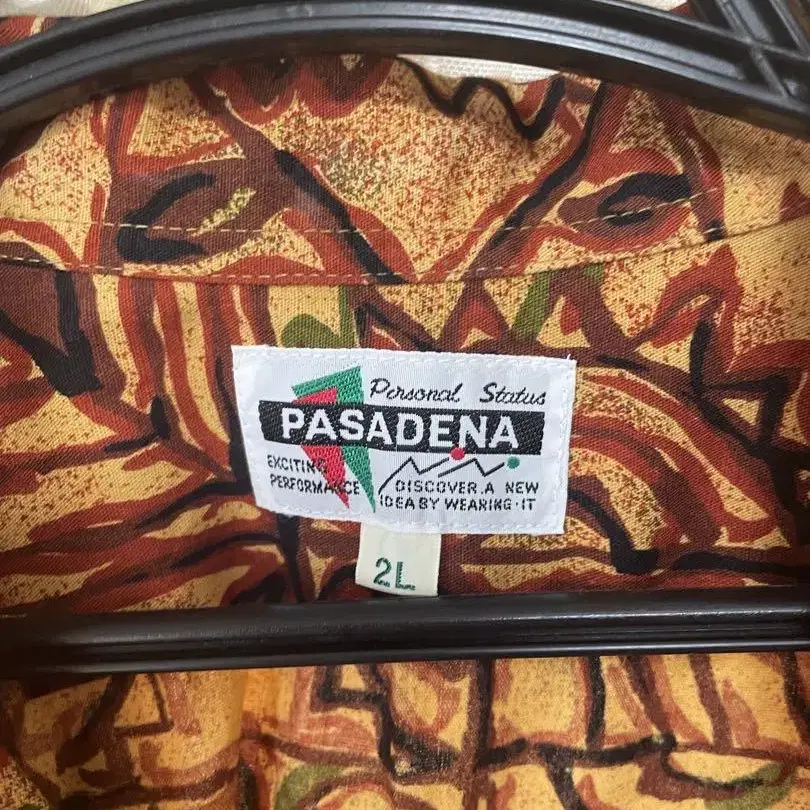 Personal Status
PASADENA
EXCITING
PERFORMANCE
DISCOVER.A NEW
IDEA BY WEARING·IT
2L